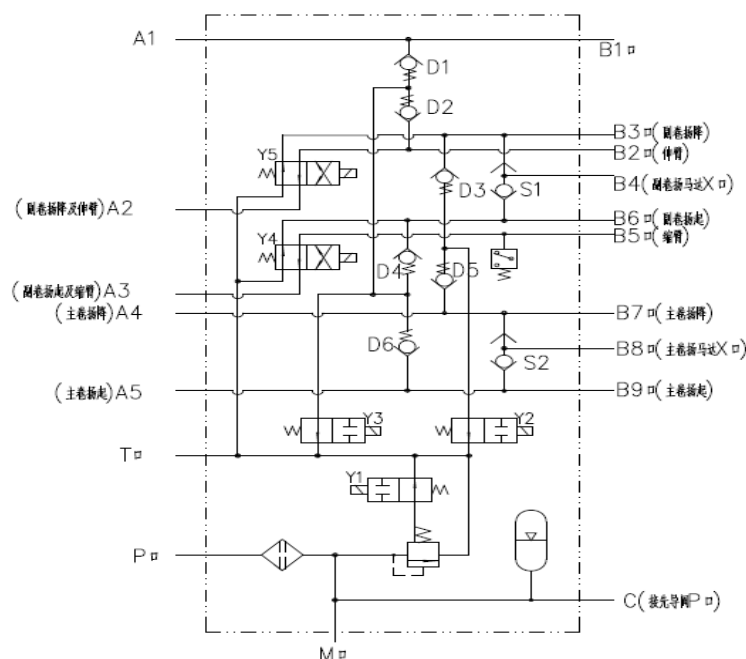 A1
B1口
D1
D2
Y5
B3口(副卷扬降)
B2口(伸臂)
D3
S1
B4(副卷扬马达X口)
(副卷扬降及伸臂)A2
B6口(副卷扬起)
Y4
B5口(缩臂)
D4
D5
(副卷扬起及缩臂)A3
(主卷扬降)A4
B7口(主卷扬降)
D6
S2
B8口(主卷扬马达X口)
(主卷扬起)A5
B9口(主卷扬起)
Y3
Y2
T口
Y1
P口
C(接先导阀P口)
M口